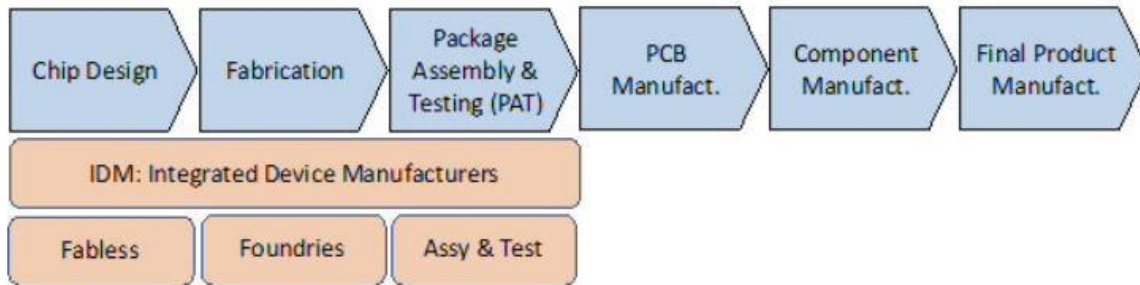 Chip Design
Fabrication
Package
Assembly &
Testing (PAT)
PCB
Manufact.
Component
Manufact.
Final Product
Manufact.
IDM: Integrated Device Manufacturers
Fabless
Foundries
Assy & Test